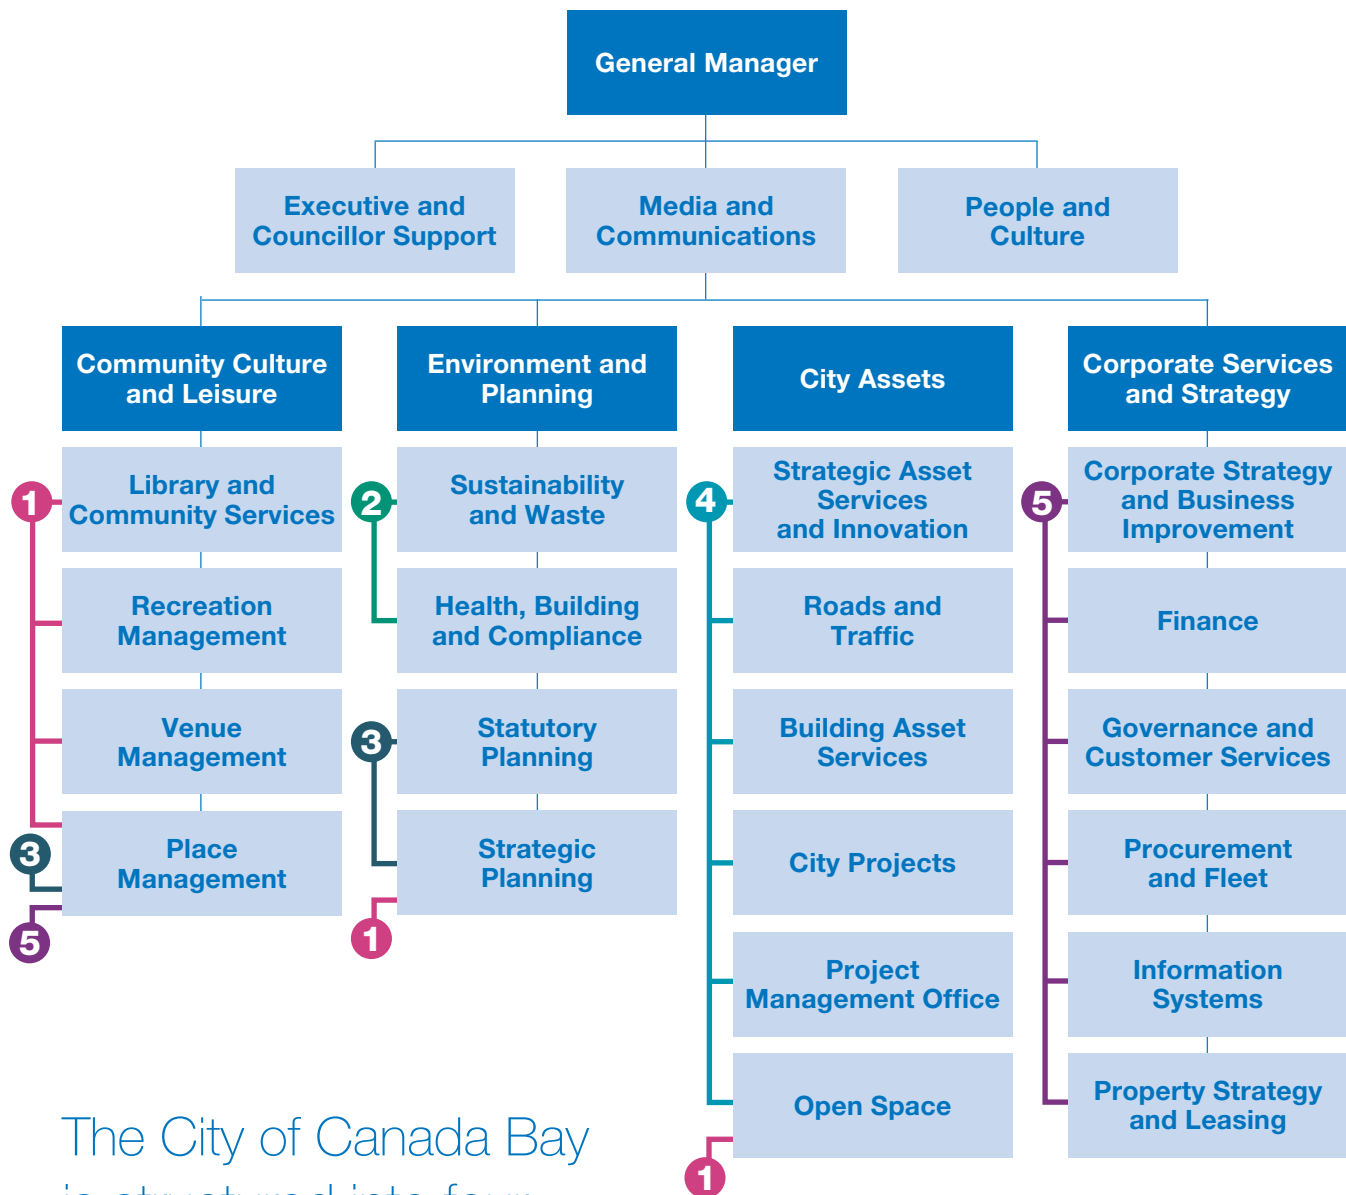 General Manager
Executive and
Councillor Support
Media and
Communications
People and
Culture
Community Culture
and Leisure
Environment and
Planning
City Assets
Corporate Services
and Strategy
1
Library and
Community Services
2
Sustainability
and Waste
4
Strategic Asset
Services
and Innovation
5
Corporate Strategy
and Business
Improvement
Recreation
Management
Health, Building
and Compliance
Roads and
Traffic
Finance
Venue
Management
3
Statutory
Planning
Building Asset
Services
Governance and
Customer Services
3
Place
Management
5
Strategic
Planning
1
City Projects
Procurement
and Fleet
Project
Management Office
Information
Systems
Open Space
1
Property Strategy
and Leasing
The City of Canada Bay
is structured into four